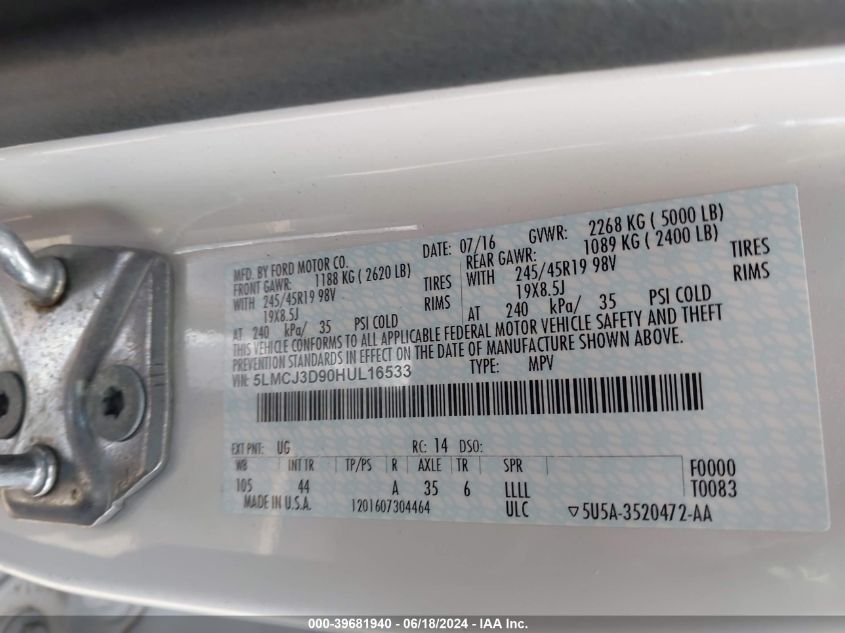 MFD. BY FORD MOTOR CO.
DATE: 07/16 GVWR: 2268 KG ( 5000 LB)
FRONT GAWR: 1188 KG ( 2620 LB) REAR GAWR: 1089 KG ( 2400 LB)
WITH 245/45R19 98V TIRES WITH 245/45R19 98V TIRES
19X8.5J RIMS 19X8.5J RIMS
AT 240 kPa/ 35 PSI COLD AT 240 kPa/ 35 PSI COLD
THIS VEHICLE CONFORMS TO ALL APPLICABLE FEDERAL MOTOR VEHICLE SAFETY AND THEFT
PREVENTION STANDARDS IN EFFECT ON THE DATE OF MANUFACTURE SHOWN ABOVE.
VIN: 5LMCJ3D90HUL16533 TYPE: MPV
EXT PNT: UG RC: 14 DSO:
WB INT TR TP/PS R AXLE TR SPR F0000
105 44 A 35 6 LLLL T0083
MADE IN U.S.A. 1201607304464 ULC ▽5U5A-3520472-AA
000-39681940 - 06/18/2024 - IAA Inc.